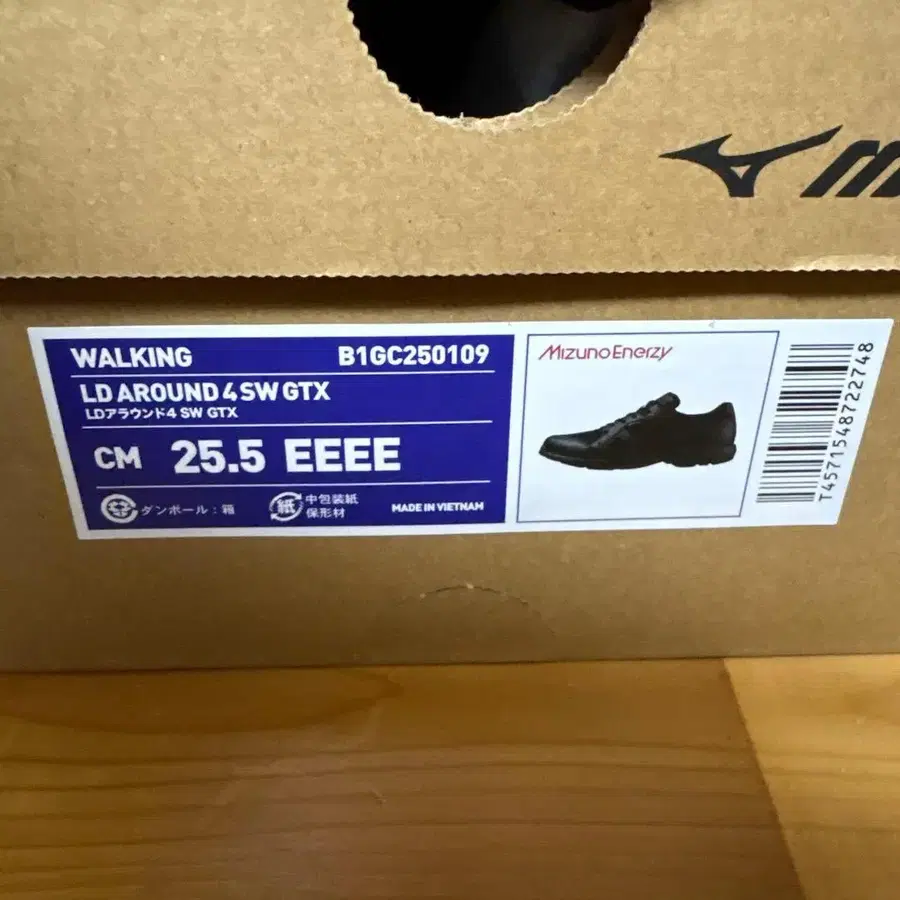 WALKING B1GC250109
LD AROUND 4 SW GTX
LDアラウンド4 SW GTX
CM 25.5 EEEE
ダンボール：箱
紙
中包装紙
保形材
MADE IN VIETNAM
MizunoEnerzy
T4571548722748